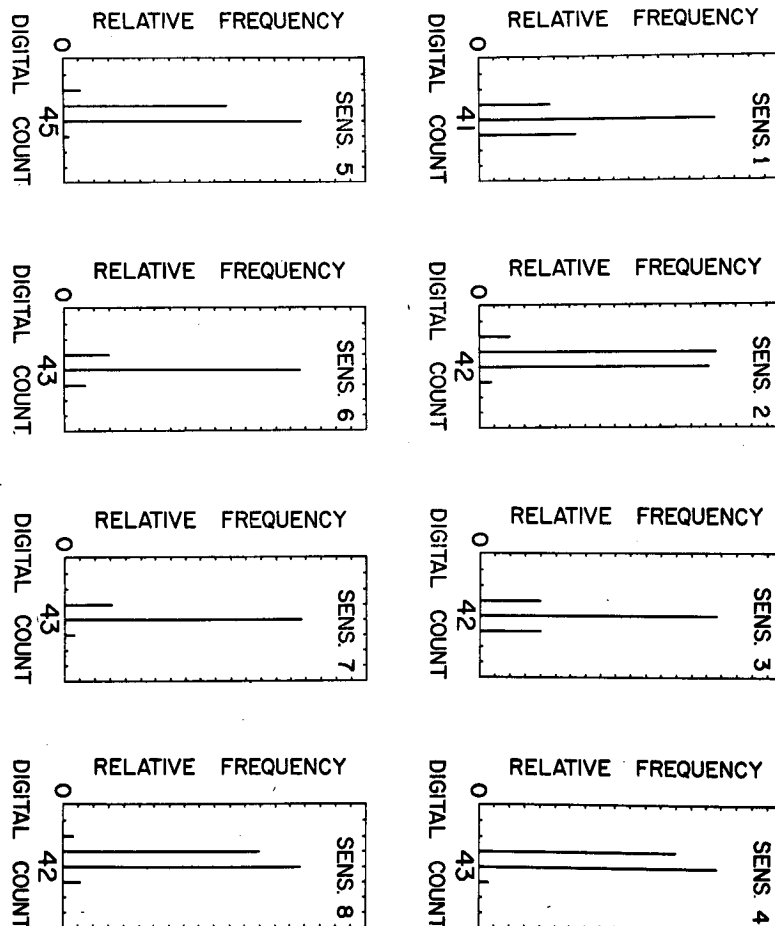 SENS. 1
RELATIVE FREQUENCY
0
41
DIGITAL COUNT
SENS. 2
RELATIVE FREQUENCY
0
42
DIGITAL COUNT
SENS. 3
RELATIVE FREQUENCY
0
42
DIGITAL COUNT
SENS. 4
RELATIVE FREQUENCY
0
43
DIGITAL COUNT
SENS. 5
RELATIVE FREQUENCY
0
45
DIGITAL COUNT
SENS. 6
RELATIVE FREQUENCY
0
43
DIGITAL COUNT
SENS. 7
RELATIVE FREQUENCY
0
43
DIGITAL COUNT
SENS. 8
RELATIVE FREQUENCY
0
42
DIGITAL COUNT